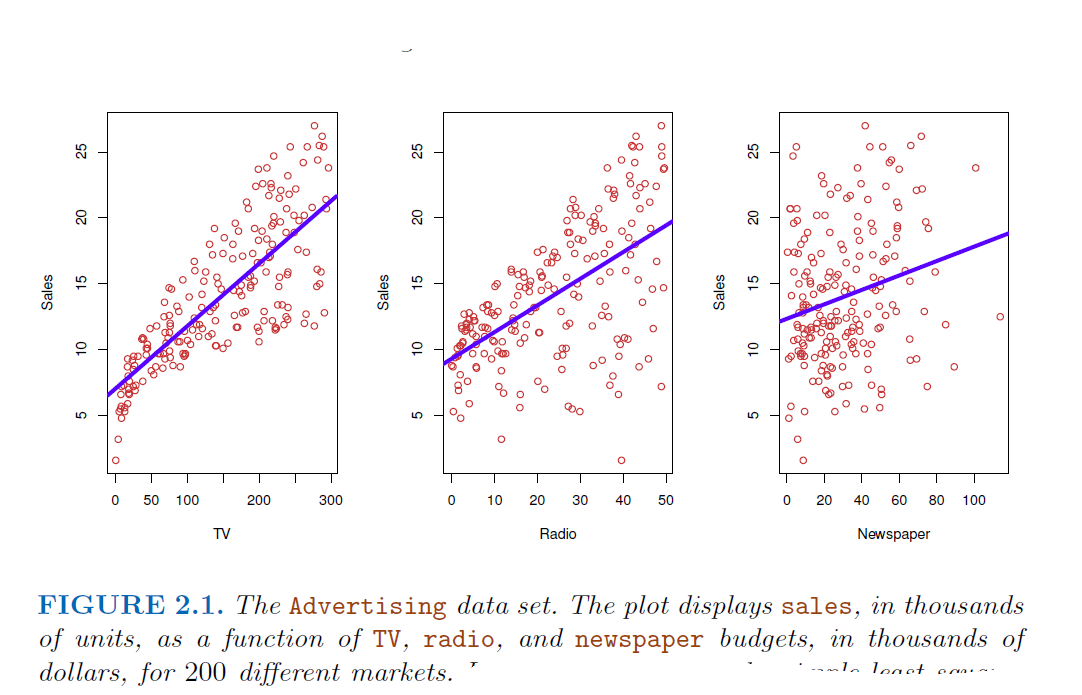 Sales 5 10 15 20 25
0 50 100 200 300
TV
Sales 5 10 15 20 25
0 10 20 30 40 50
Radio
Sales 5 10 15 20 25
0 20 40 60 80 100
Newspaper
FIGURE 2.1. The Advertising data set. The plot displays sales, in thousands
of units, as a function of TV, radio, and newspaper budgets, in thousands of
dollars, for 200 different markets.